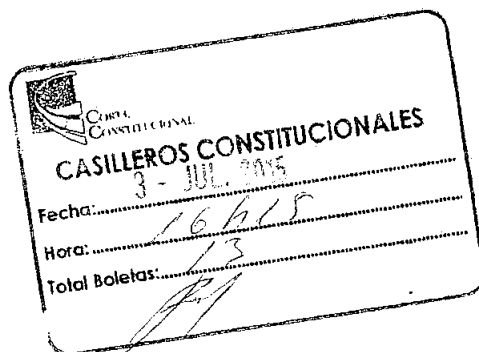 CORTE
CONSTITUCIONAL
CASILLEROS CONSTITUCIONALES
Fecha: 3 - JUL. 2015
Hora: 16h15
Total Boletas: 13